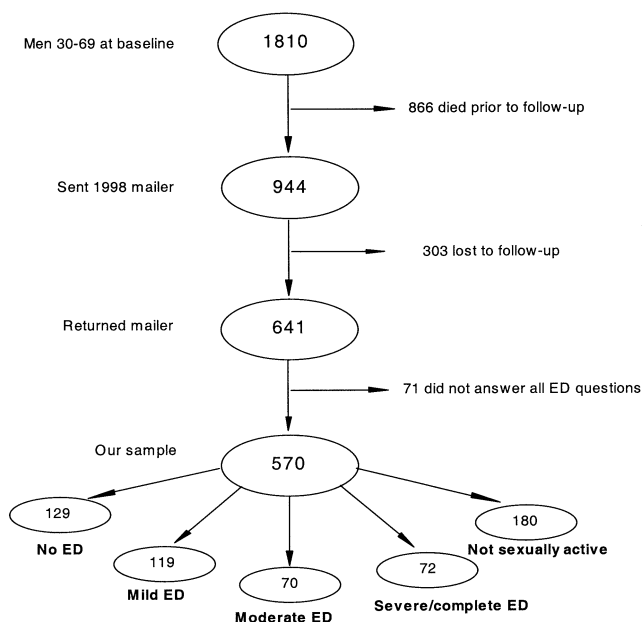 Men 30-69 at baseline
1810
866 died prior to follow-up
Sent 1998 mailer
944
303 lost to follow-up
Returned mailer
641
71 did not answer all ED questions
Our sample
570
129
No ED
119
Mild ED
70
Moderate ED
72
Severe/complete ED
180
Not sexually active